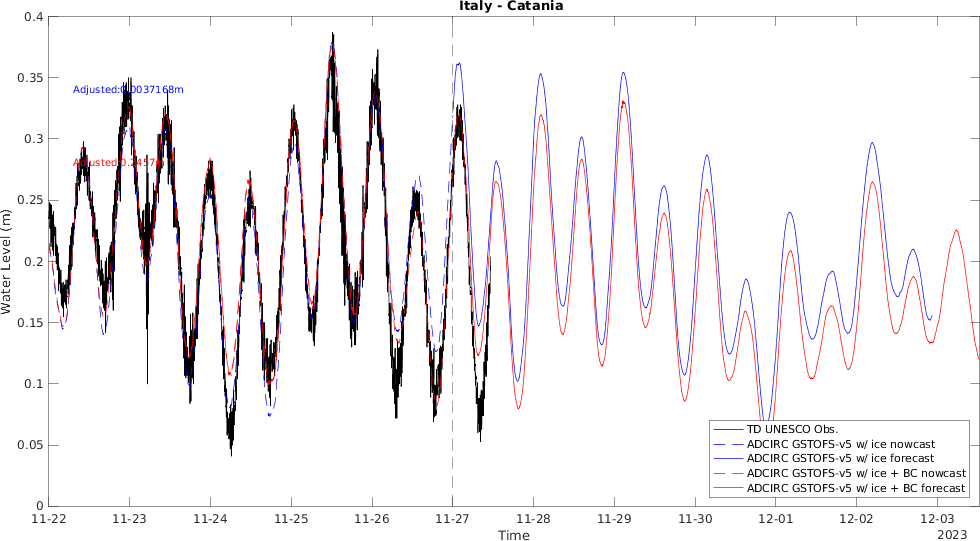 Italy - Catania
0.4
0.35
0.3
0.25
0.2
0.15
0.1
0.05
0
Water Level (m)
Adjusted:0.0037168m
TD UNESCO Obs.
ADCIRC GSTOFS-v5 w/ ice nowcast
ADCIRC GSTOFS-v5 w/ ice forecast
ADCIRC GSTOFS-v5 w/ ice + BC nowcast
ADCIRC GSTOFS-v5 w/ ice + BC forecast
11-22 11-23 11-24 11-25 11-26 11-27 11-28 11-29 11-30 12-01 12-02 12-03
Time
2023